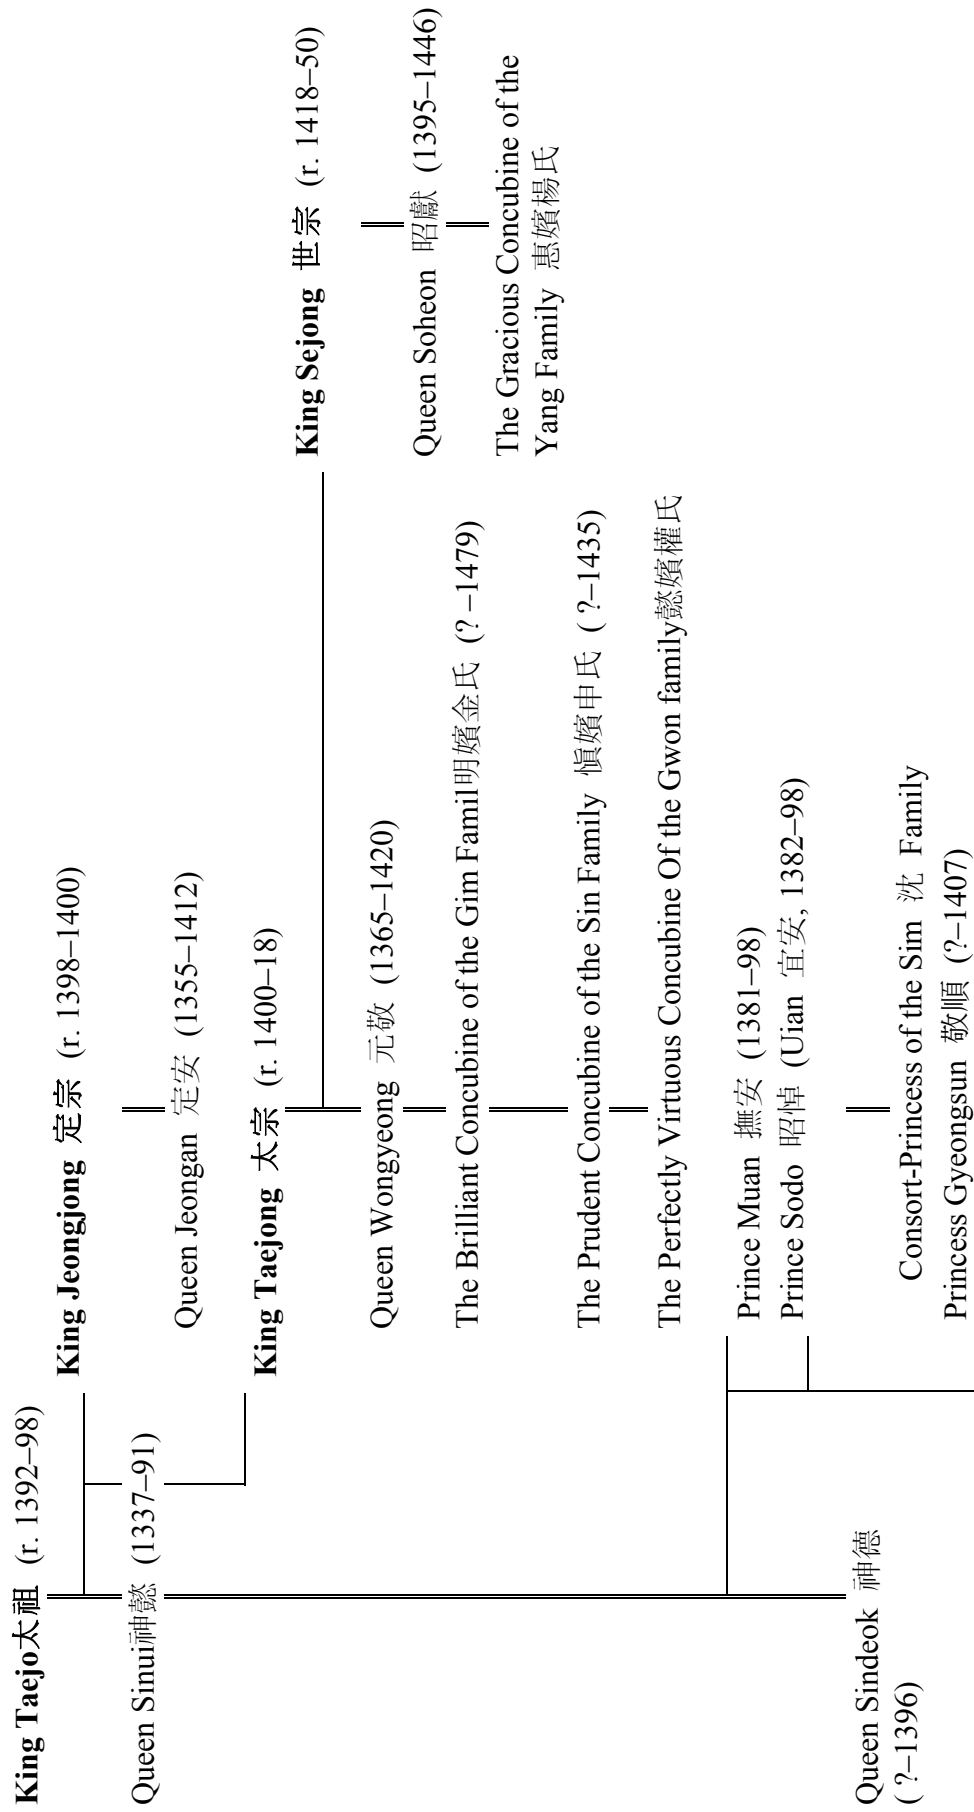 King Taejo太祖 (r. 1392–98)
King Jeongjong 定宗 (r. 1398–1400)
Queen Sinui神懿 (1337–91)
Queen Jeongan 定安 (1355–1412)
King Taejong 太宗 (r. 1400–18)
King Sejong 世宗 (r. 1418–50)
Queen Wongyeong 元敬 (1365–1420)
Queen Soheon 昭獻 (1395–1446)
The Brilliant Concubine of the Gim Famil明嬪金氏 (? –1479)
The Gracious Concubine of the
Yang Family 惠嬪楊氏
The Prudent Concubine of the Sin Family 愼嬪申氏 ( ?–1435)
The Perfectly Virtuous Concubine Of the Gwon family懿嬪權氏
Prince Muan 撫安 (1381–98)
Prince Sodo 昭悼 (Uian 宜安, 1382–98)
Queen Sindeok 神德
( ?–1396)
Consort-Princess of the Sim 沈 Family
Princess Gyeongsun 敬順 (?–1407)